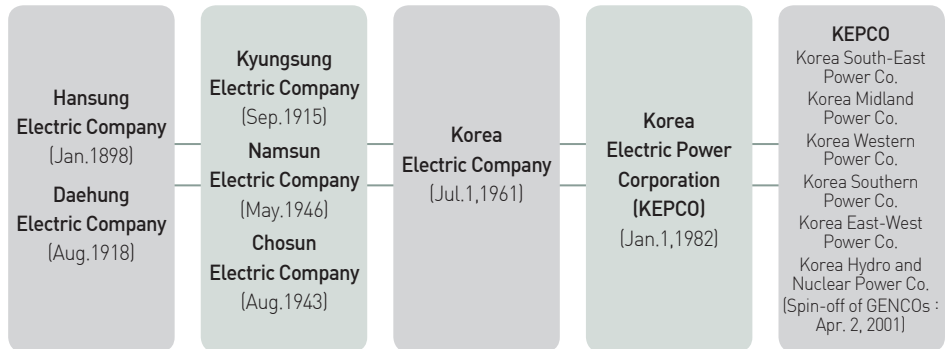 Hansung
Electric Company
(Jan.1898)
Daehung
Electric Company
(Aug.1918)
Kyungsung
Electric Company
(Sep.1915)
Namsun
Electric Company
(May.1946)
Chosun
Electric Company
(Aug.1943)
Korea
Electric Company
(Jul.1,1961)
Korea
Electric Power
Corporation
(KEPCO)
(Jan.1,1982)
KEPCO
Korea South-East
Power Co.
Korea Midland
Power Co.
Korea Western
Power Co.
Korea Southern
Power Co.
Korea East-West
Power Co.
Korea Hydro and
Nuclear Power Co.
(Spin-off of GENCOs :
Apr. 2, 2001)